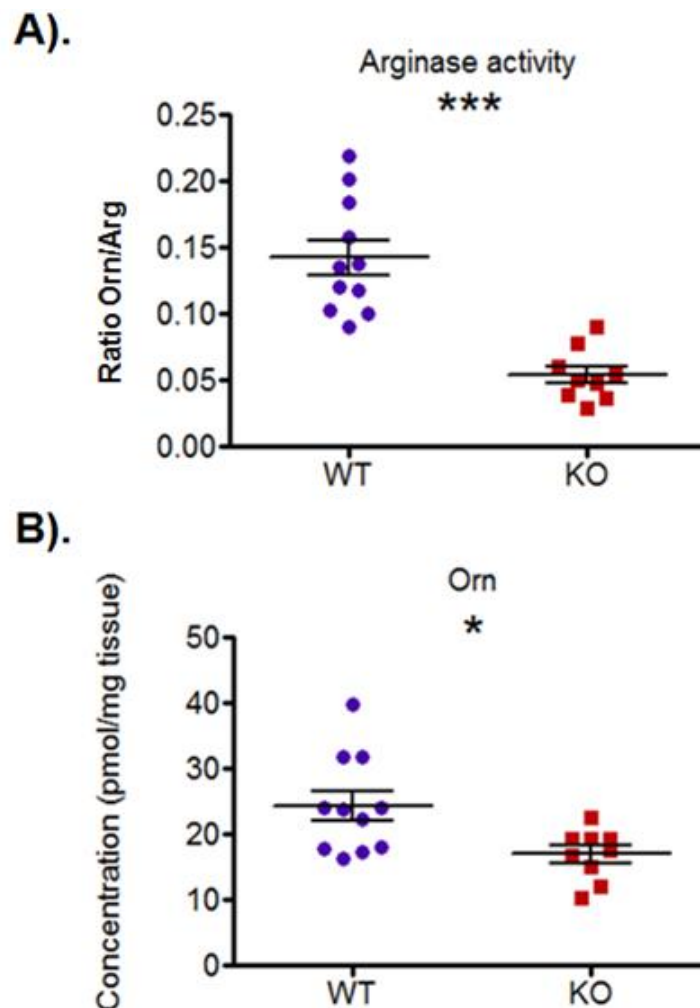 A).
Arginase activity
***
Ratio Orn/Arg
0.25
0.20
0.15
0.10
0.05
0.00
WT KO
B).
Orn
*
Concentration (pmol/mg tissue)
50
40
30
20
10
0
WT KO